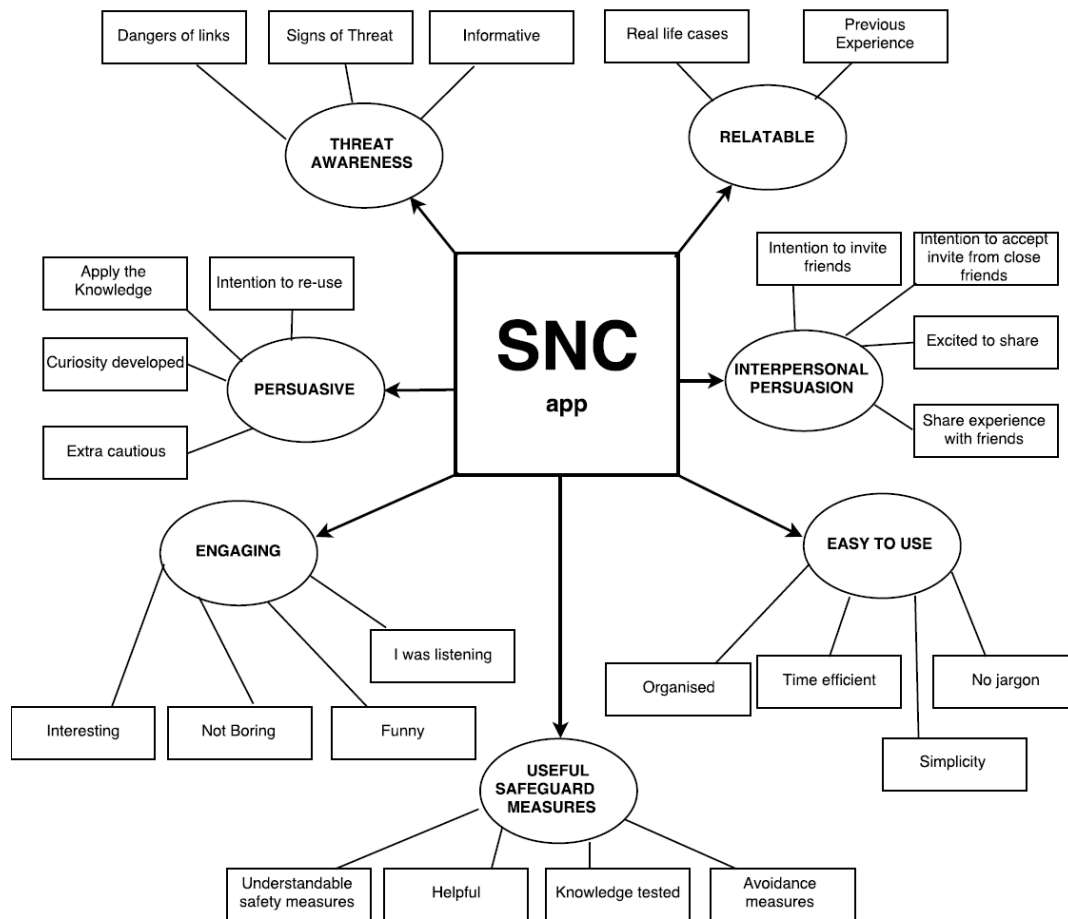 Dangers of links
Signs of Threat
Informative
Real life cases
Previous
Experience
THREAT
AWARENESS
RELATABLE
Apply the
Knowledge
Intention to re-use
Intention to invite
friends
Intention to accept
invite from close
friends
SNC
app
Curiosity developed
PERSUASIVE
INTERPERSONAL
PERSUASION
Excited to share
Extra cautious
Share experience
with friends
ENGAGING
EASY TO USE
I was listening
Organised
Time efficient
No jargon
Interesting
Not Boring
Funny
Simplicity
USEFUL
SAFEGUARD
MEASURES
Understandable
safety measures
Helpful
Knowledge tested
Avoidance
measures